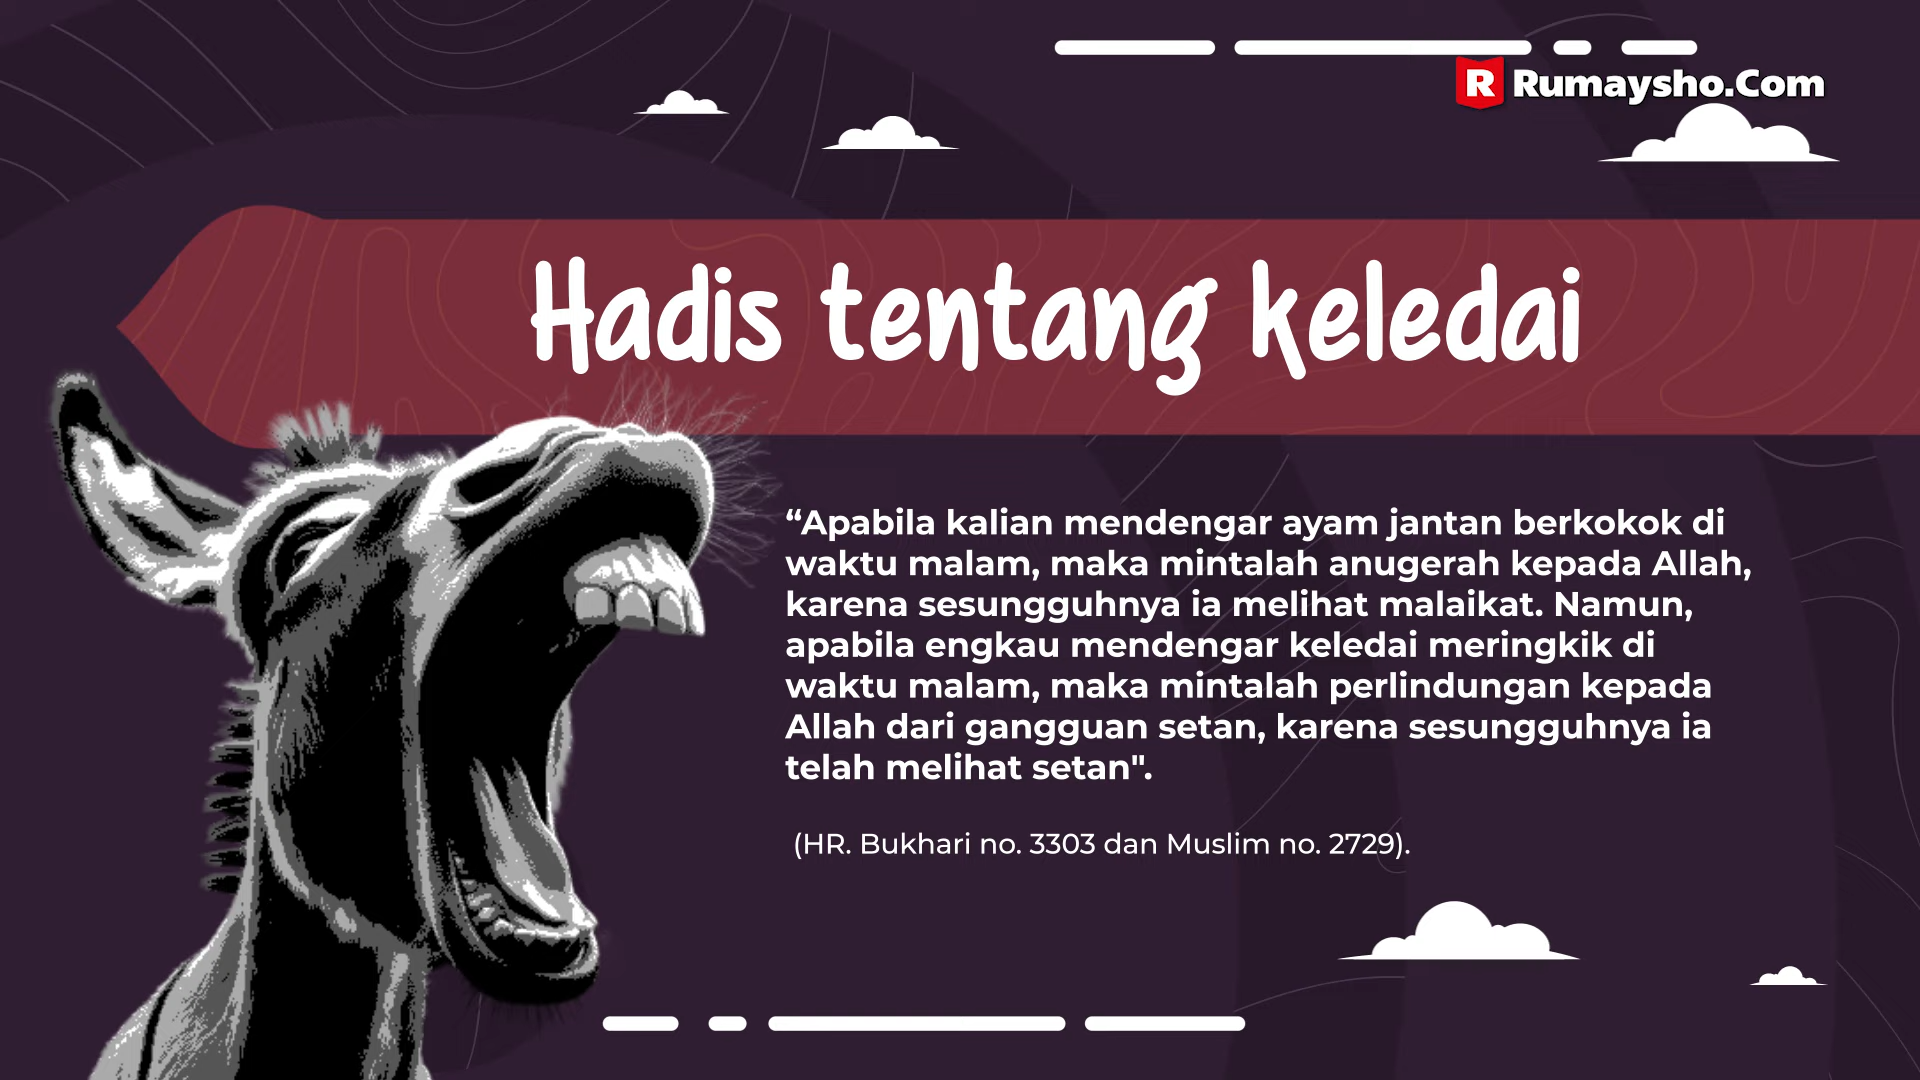 R Rumaysho.Com
Hadis tentang keledai
“Apabila kalian mendengar ayam jantan berkokok di
waktu malam, maka mintalah anugerah kepada Allah,
karena sesungguhnya ia melihat malaikat. Namun,
apabila engkau mendengar keledai meringkik di
waktu malam, maka mintalah perlindungan kepada
Allah dari gangguan setan, karena sesungguhnya ia
telah melihat setan".
(HR. Bukhari no. 3303 dan Muslim no. 2729).